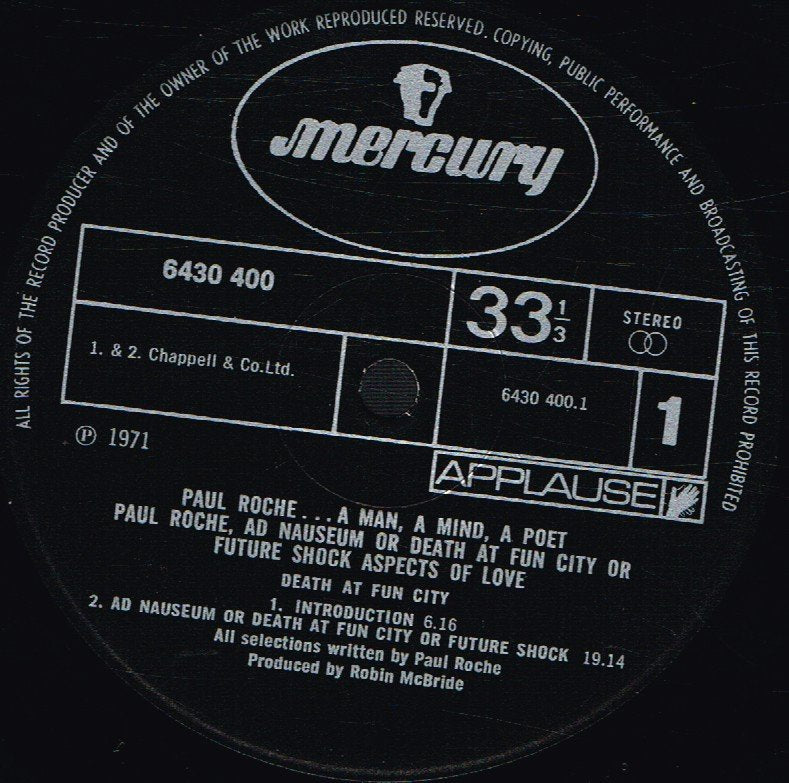 ALL RIGHTS OF THE RECORD PRODUCER AND OF THE OWNER OF THE WORK REPRODUCED RESERVED. COPYING, PUBLIC PERFORMANCE AND BROADCASTING OF THIS RECORD PROHIBITED
mercury
6430 400
33 1/3
STEREO
1. & 2. Chappell & Co.Ltd.
6430 400.1
1
Ⓟ 1971
APPLAUSE
PAUL ROCHE...A MAN, A MIND, A POET
PAUL ROCHE, AD NAUSEUM OR DEATH AT FUN CITY OR
FUTURE SHOCK ASPECTS OF LOVE
DEATH AT FUN CITY
1. INTRODUCTION 6.16
2. AD NAUSEUM OR DEATH AT FUN CITY OR FUTURE SHOCK 19.14
All selections written by Paul Roche
Produced by Robin McBride